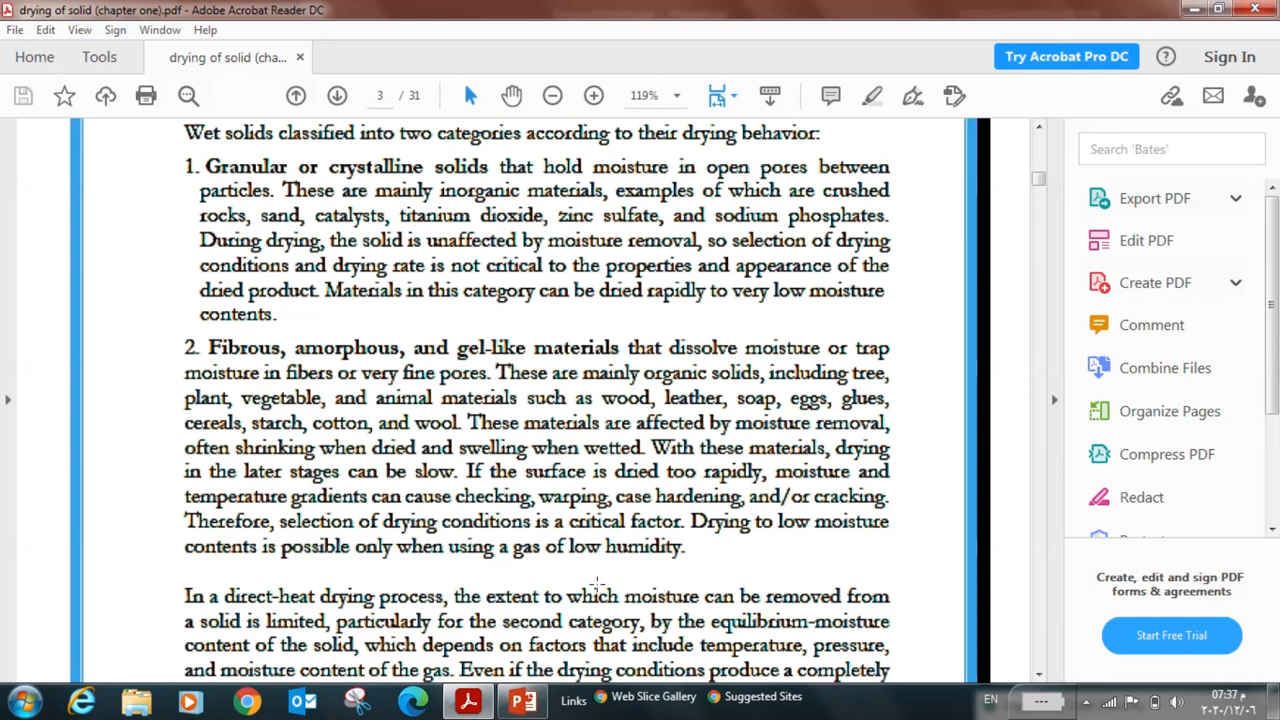 drying of solid (chapter one).pdf - Adobe Acrobat Reader DC
File Edit View Sign Window Help
Home Tools drying of solid (cha... × Try Acrobat Pro DC ? Sign In
3 / 31 119%
Wet solids classified into two categories according to their drying behavior:
1. Granular or crystalline solids that hold moisture in open pores between
particles. These are mainly inorganic materials, examples of which are crushed
rocks, sand, catalysts, titanium dioxide, zinc sulfate, and sodium phosphates.
During drying, the solid is unaffected by moisture removal, so selection of drying
conditions and drying rate is not critical to the properties and appearance of the
dried product. Materials in this category can be dried rapidly to very low moisture
contents.
2. Fibrous, amorphous, and gel-like materials that dissolve moisture or trap
moisture in fibers or very fine pores. These are mainly organic solids, including tree,
plant, vegetable, and animal materials such as wood, leather, soap, eggs, glues,
cereals, starch, cotton, and wool. These materials are affected by moisture removal,
often shrinking when dried and swelling when wetted. With these materials, drying
in the later stages can be slow. If the surface is dried too rapidly, moisture and
temperature gradients can cause checking, warping, case hardening, and/or cracking.
Therefore, selection of drying conditions is a critical factor. Drying to low moisture
contents is possible only when using a gas of low humidity.
In a direct-heat drying process, the extent to which moisture can be removed from
a solid is limited, particularly for the second category, by the equilibrium-moisture
content of the solid, which depends on factors that include temperature, pressure,
and moisture content of the gas. Even if the drying conditions produce a completely
Search 'Bates'
Export PDF
Edit PDF
Create PDF
Comment
Combine Files
Organize Pages
Compress PDF
Redact
Create, edit and sign PDF
forms & agreements
Start Free Trial
Links Web Slice Gallery Suggested Sites EN ---
07:37 م
٢٠٢٠/١٢/٠٦